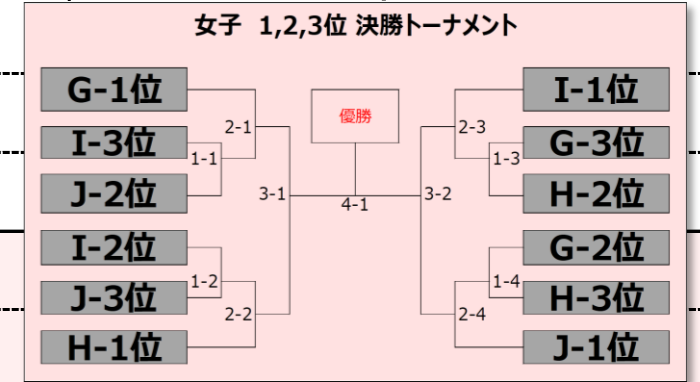 女子 1,2,3位 決勝トーナメント
G-1位
I-3位
J-2位
I-2位
J-3位
H-1位
2-1
1-1
3-1
1-2
2-2
優勝
4-1
2-3
1-3
3-2
1-4
2-4
I-1位
G-3位
H-2位
G-2位
H-3位
J-1位